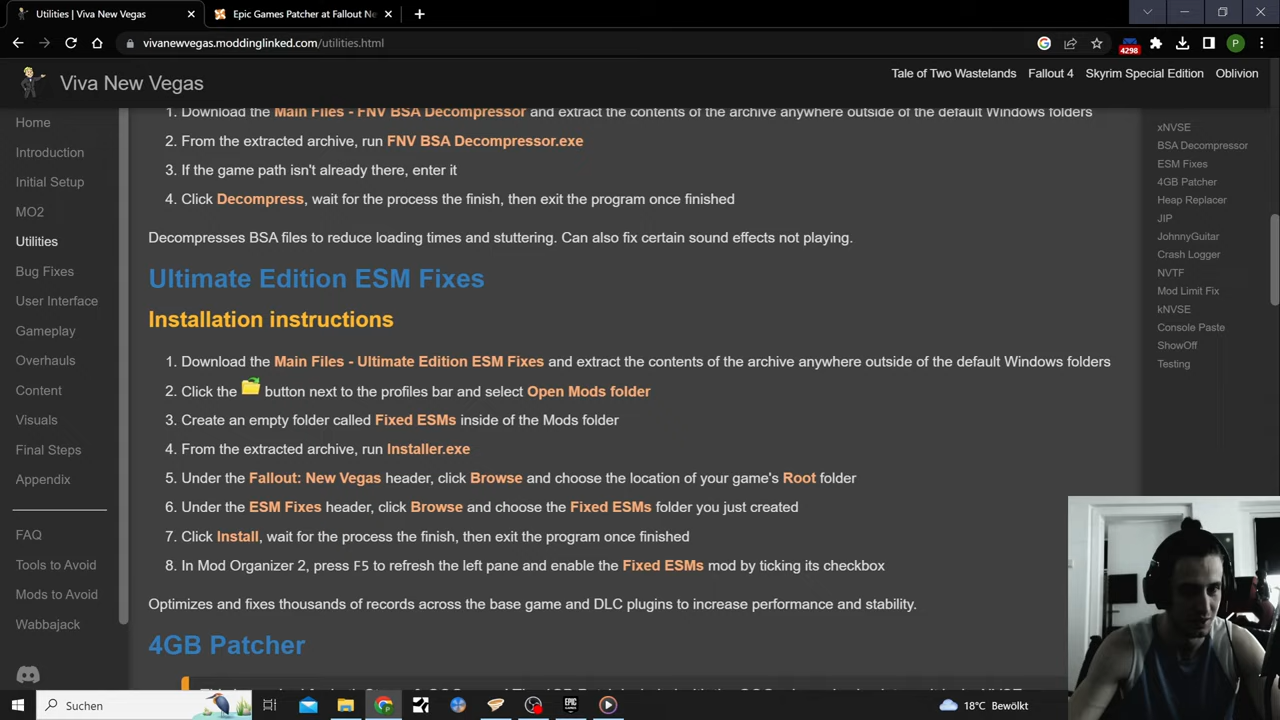 Utilities | Viva New Vegas
Epic Games Patcher at Fallout Ne
vivanewvegas.moddinglinked.com/utilities.html
4298
P
Viva New Vegas
Tale of Two Wastelands
Fallout 4
Skyrim Special Edition
Oblivion
Home
Introduction
Initial Setup
MO2
Utilities
Bug Fixes
User Interface
Gameplay
Overhauls
Content
Visuals
Final Steps
Appendix
FAQ
Tools to Avoid
Mods to Avoid
Wabbajack
1. Download the Main Files - FNV BSA Decompressor and extract the contents of the archive anywhere outside of the default Windows folders
2. From the extracted archive, run FNV BSA Decompressor.exe
3. If the game path isn't already there, enter it
4. Click Decompress, wait for the process the finish, then exit the program once finished
Decompresses BSA files to reduce loading times and stuttering. Can also fix certain sound effects not playing.
Ultimate Edition ESM Fixes
Installation instructions
1. Download the Main Files - Ultimate Edition ESM Fixes and extract the contents of the archive anywhere outside of the default Windows folders
2. Click the button next to the profiles bar and select Open Mods folder
3. Create an empty folder called Fixed ESMs inside of the Mods folder
4. From the extracted archive, run Installer.exe
5. Under the Fallout: New Vegas header, click Browse and choose the location of your game's Root folder
6. Under the ESM Fixes header, click Browse and choose the Fixed ESMs folder you just created
7. Click Install, wait for the process the finish, then exit the program once finished
8. In Mod Organizer 2, press F5 to refresh the left pane and enable the Fixed ESMs mod by ticking its checkbox
Optimizes and fixes thousands of records across the base game and DLC plugins to increase performance and stability.
4GB Patcher
xNVSE
BSA Decompressor
ESM Fixes
4GB Patcher
Heap Replacer
JIP
JohnnyGuitar
Crash Logger
NVTF
Mod Limit Fix
kNVSE
Console Paste
ShowOff
Testing
Suchen
18°C Bewölkt